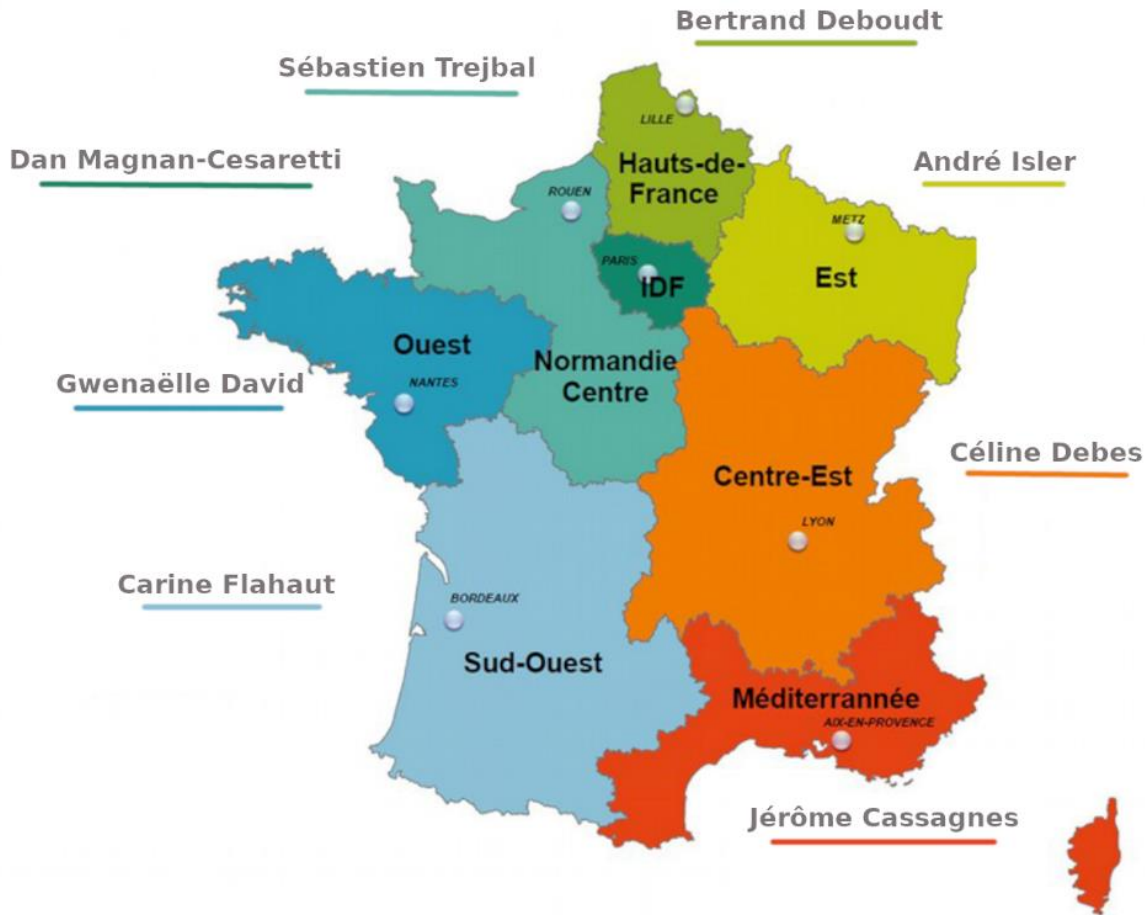 Bertrand Deboudt
Sébastien Trejbal
LILLE
Dan Magnan-Cesaretti
Hauts-de-
France
André Isler
ROUEN
METZ
PARIS
IDF
Est
Ouest
Normandie
Centre
Gwenaëlle David
NANTES
Céline Debes
Centre-Est
LYON
Carine Flahaut
BORDEAUX
Sud-Ouest
Méditerrannée
AIX-EN-PROVENCE
Jérôme Cassagnes